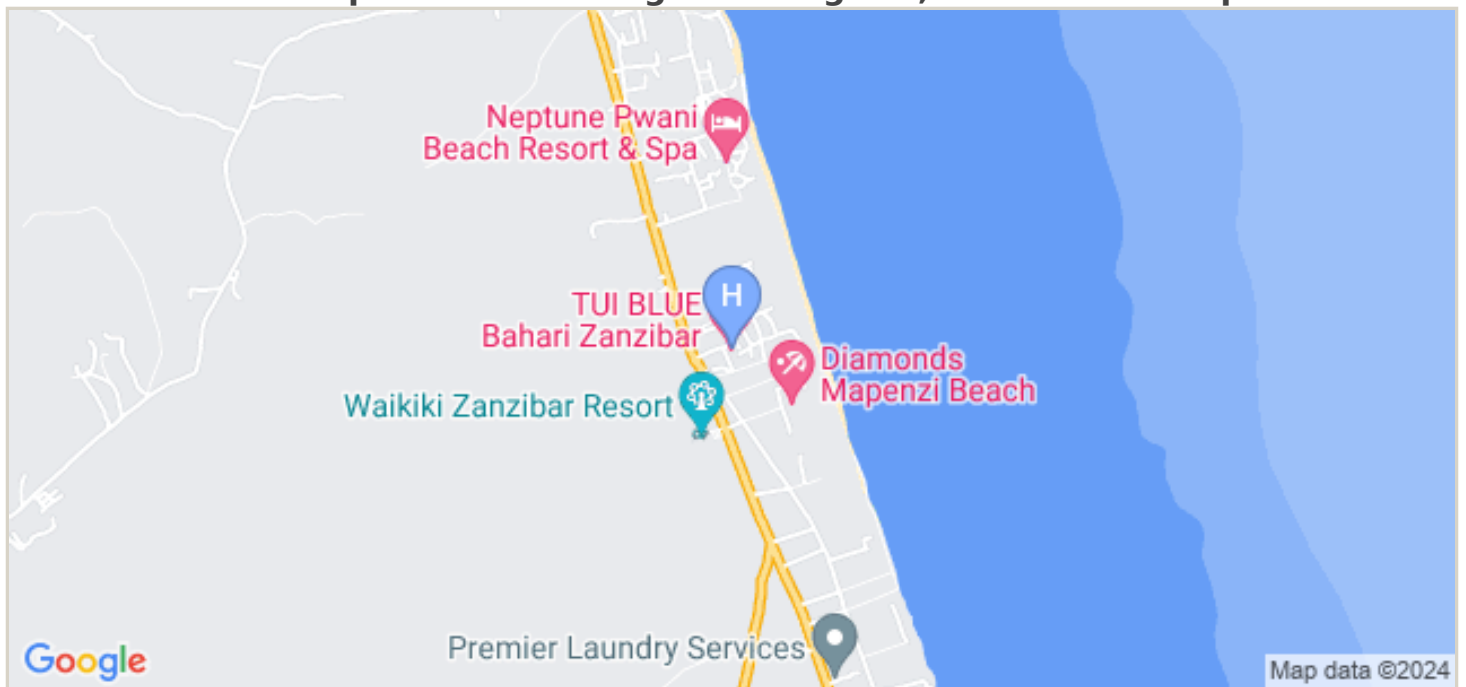 Neptune Pwani
Beach Resort & Spa
H
TUI BLUE
Bahari Zanzibar
Diamonds
Mapenzi Beach
Waikiki Zanzibar Resort
Premier Laundry Services
Google
Map data ©2024